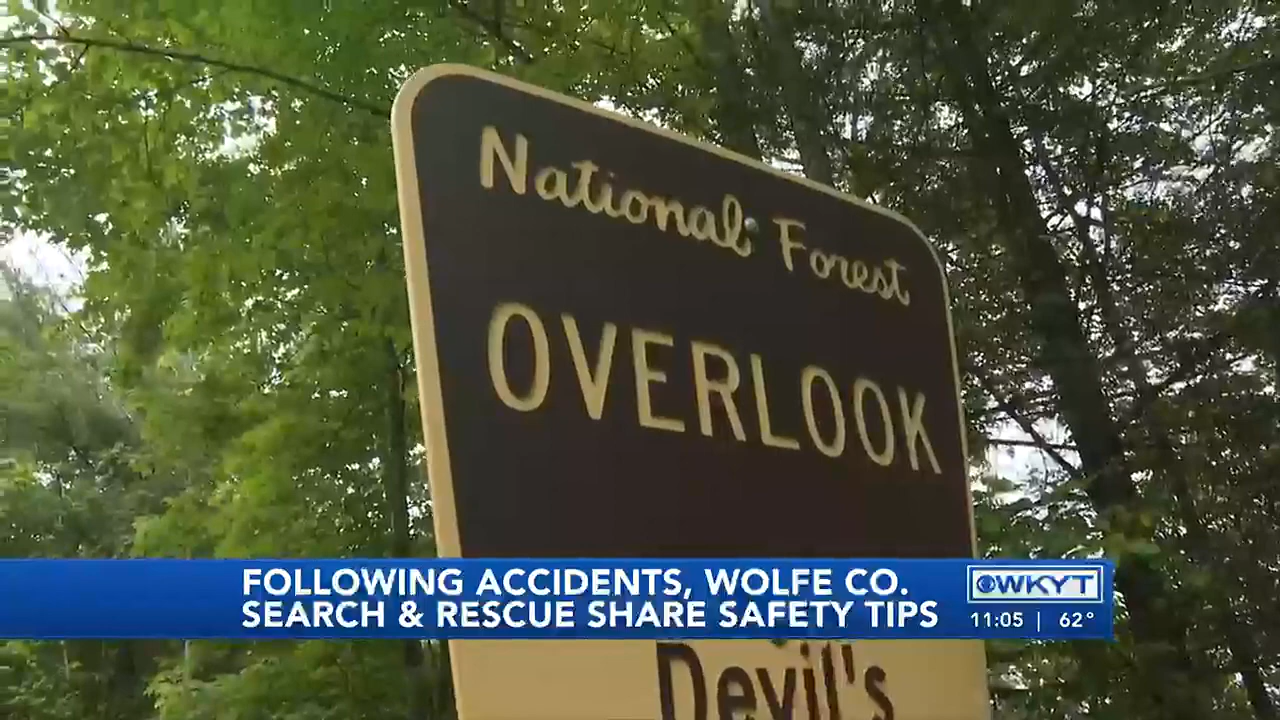 National Forest
OVERLOOK
FOLLOWING ACCIDENTS, WOLFE CO.
SEARCH & RESCUE SHARE SAFETY TIPS
WKYT
11:05 | 62°
Devil's